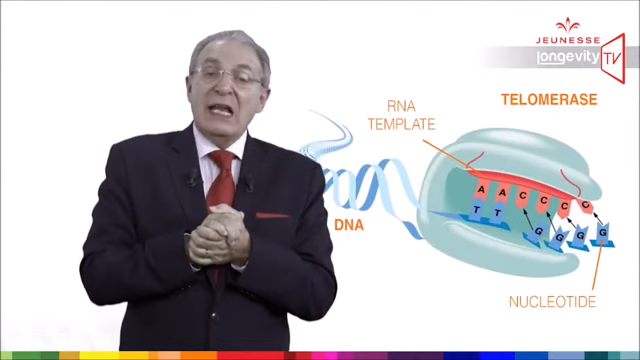 JEUNESSE
longevity TV
TELOMERASE
RNA
TEMPLATE
A A C C C C
T T
G G G G
DNA
NUCLEOTIDE